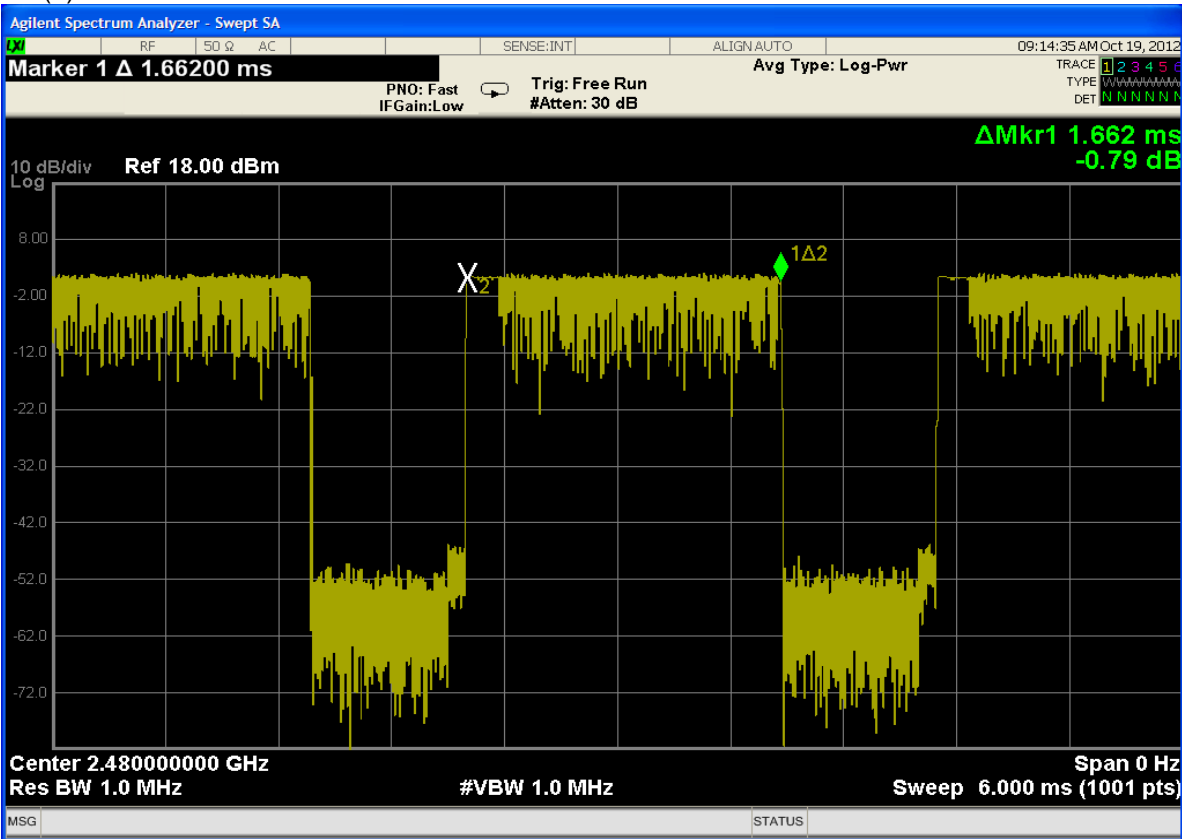 Agilent Spectrum Analyzer - Swept SA
LXI RF 50 Ω AC SENSE:INT ALIGN AUTO 09:14:35 AM Oct 19, 2012
Marker 1 Δ 1.66200 ms
PNO: Fast
IFGain:Low
Trig: Free Run
#Atten: 30 dB
Avg Type: Log-Pwr
TRACE 1 2 3 4 5 6
TYPE
DET N N N N N N
ΔMkr1 1.662 ms
-0.79 dB
10 dB/div Ref 18.00 dBm
Log
8.00
1Δ2
X2
-2.00
-12.0
-22.0
-32.0
-42.0
-52.0
-62.0
-72.0
Center 2.480000000 GHz Span 0 Hz
Res BW 1.0 MHz #VBW 1.0 MHz Sweep 6.000 ms (1001 pts)
MSG STATUS